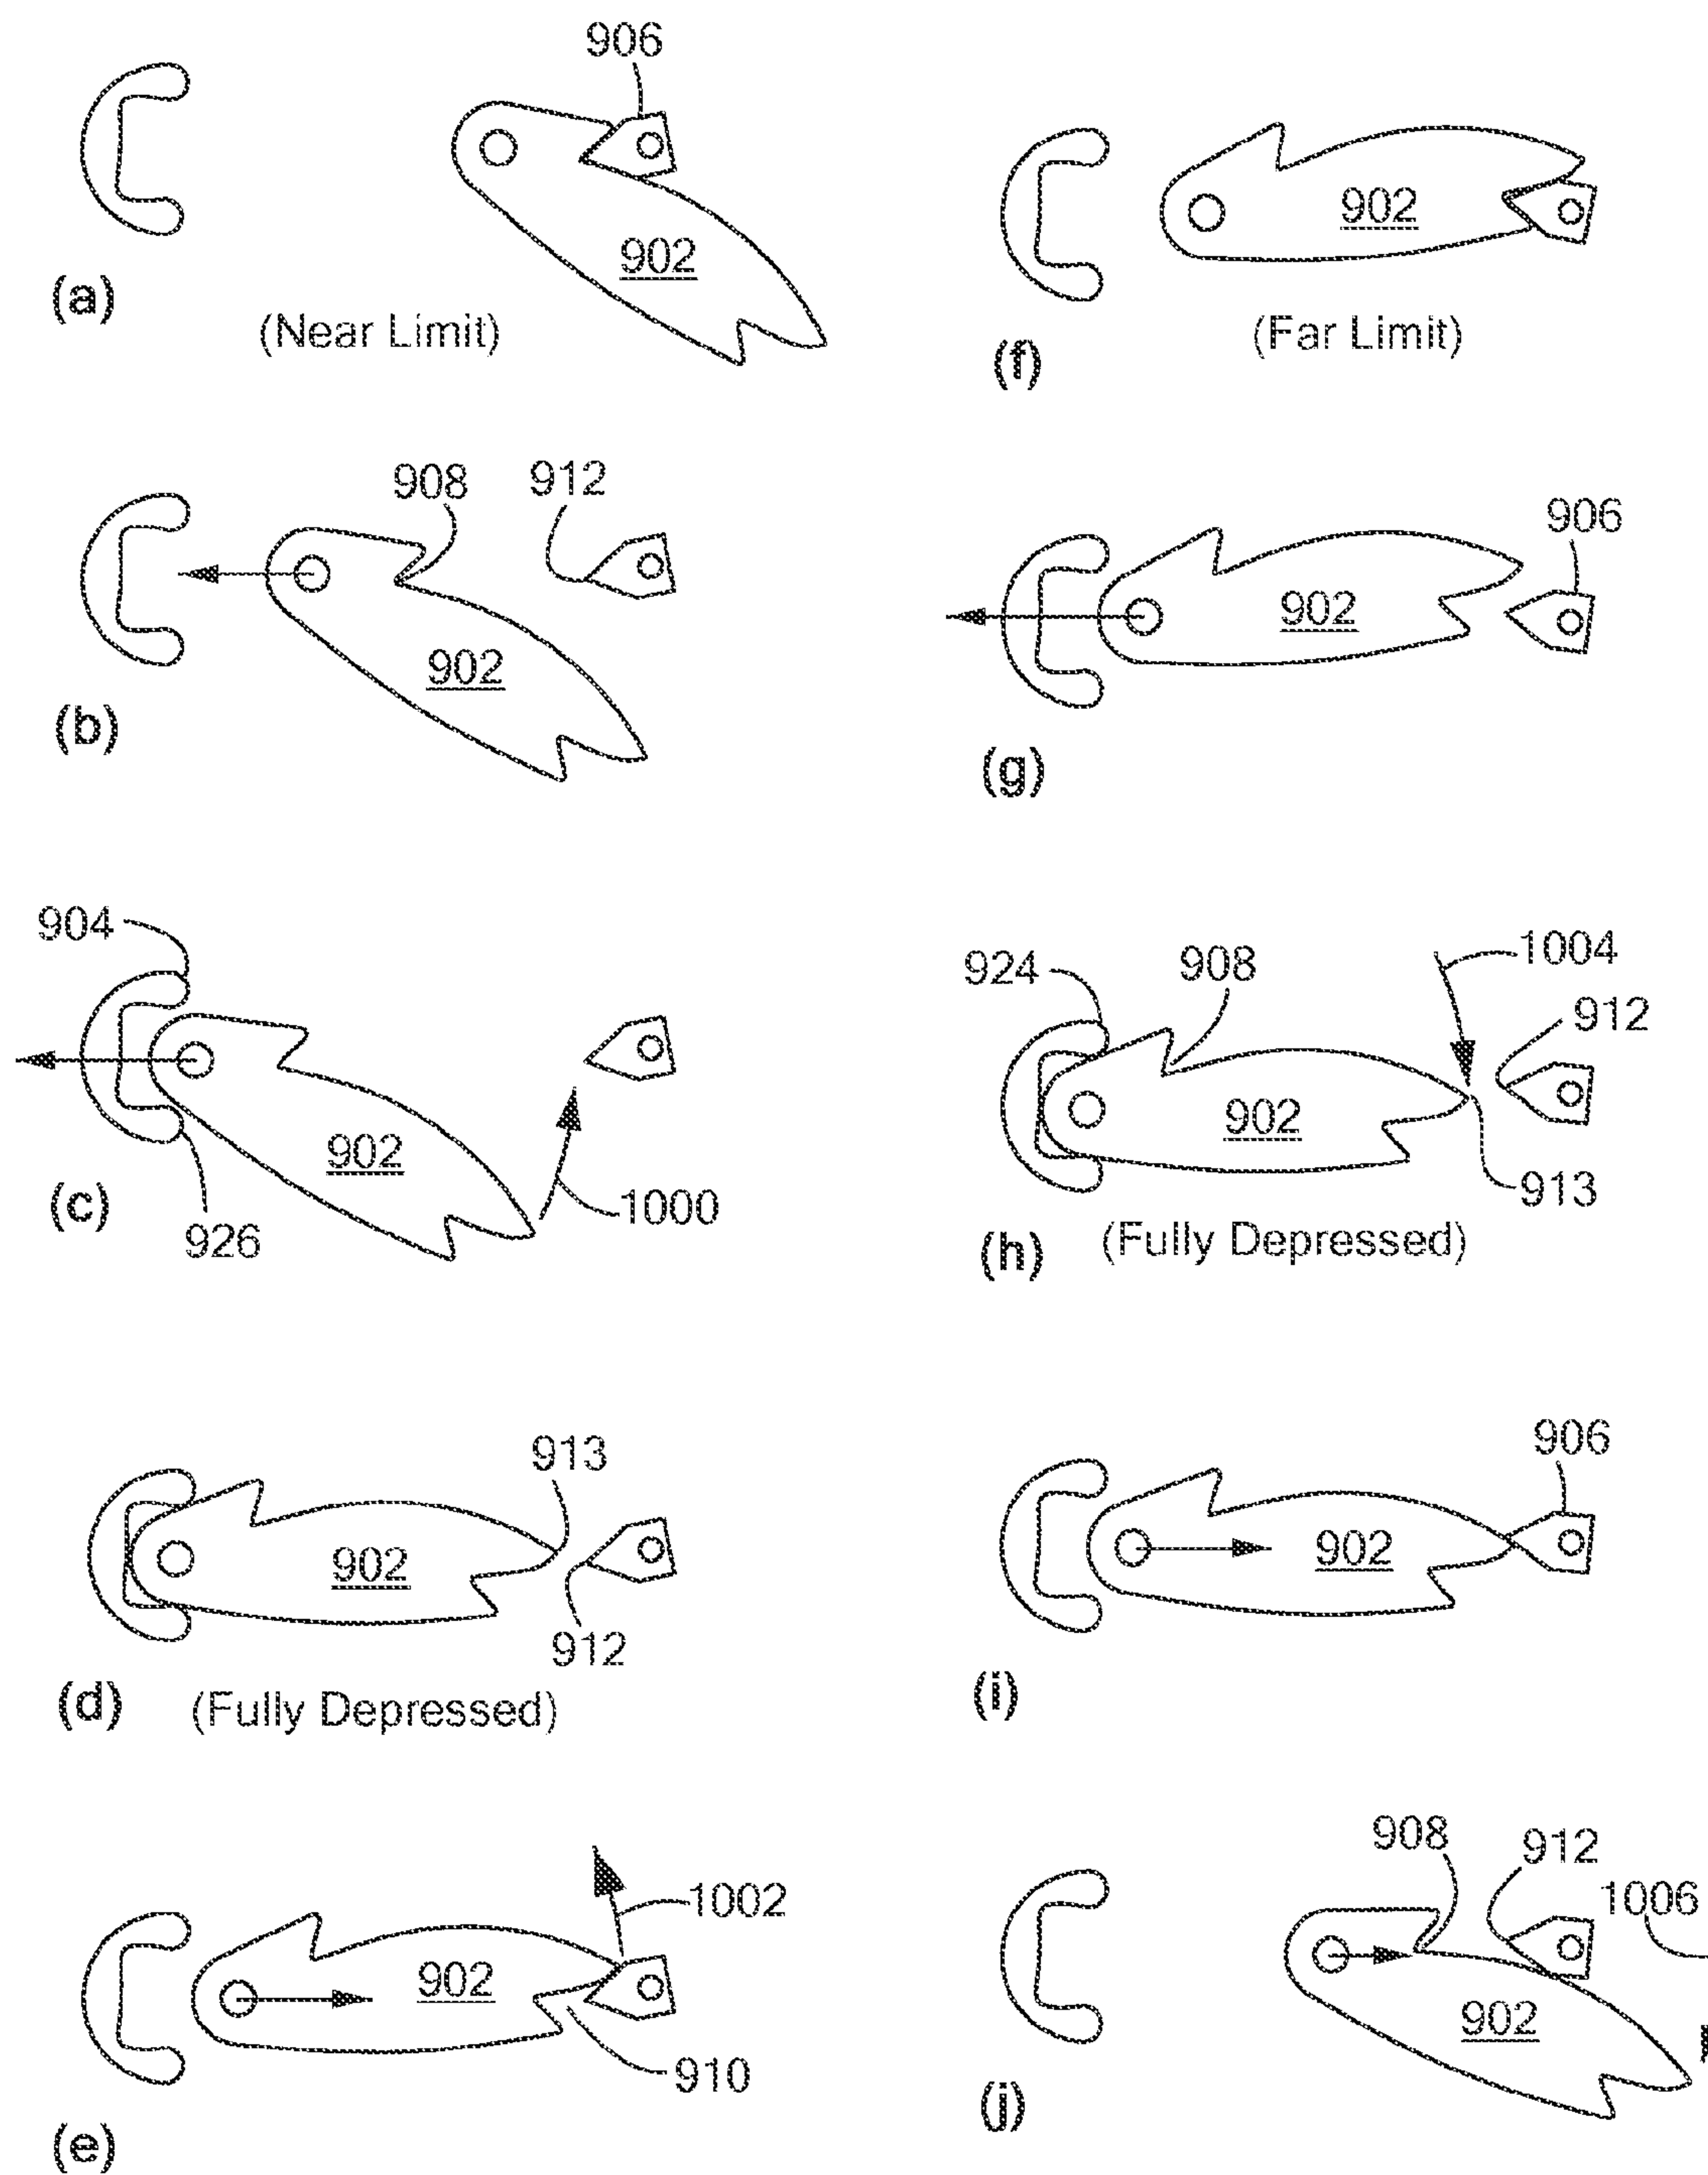 906
902
(a)
(Near Limit)
908
912
902
(b)
904
902
(c)
926
1000
913
902
912
(d)
(Fully Depressed)
1002
902
910
(e)
902
(f)
(Far Limit)
906
902
(g)
1004
924
908
912
902
913
(h)
(Fully Depressed)
906
902
(i)
908
912
1006
902
(j)